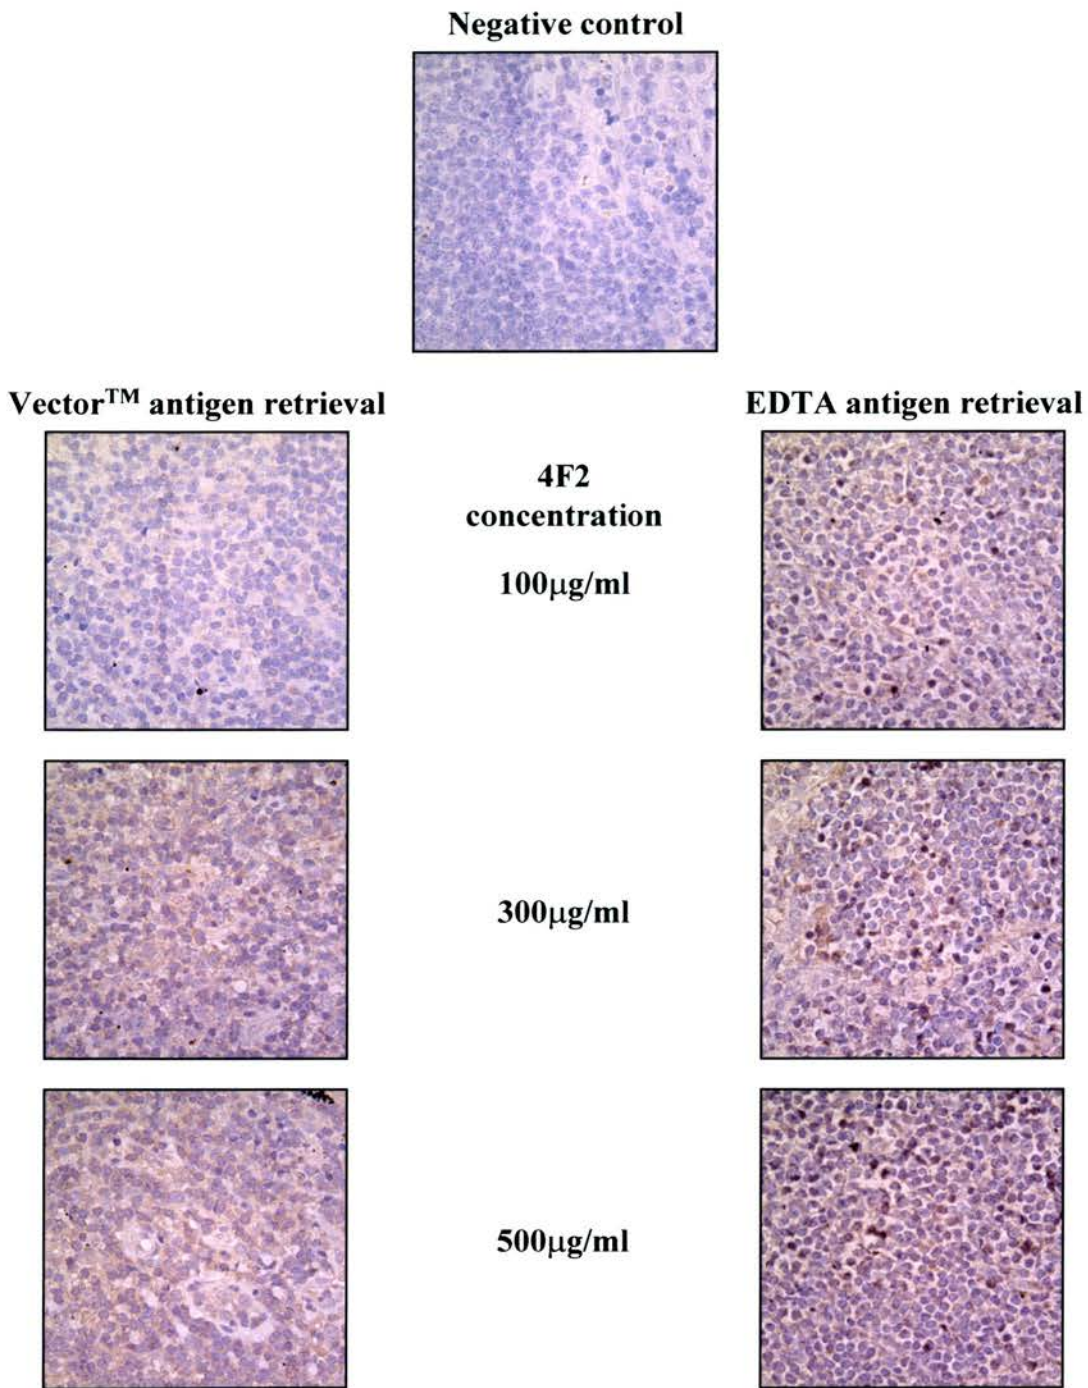 Negative control
Vector™ antigen retrieval
EDTA antigen retrieval
4F2
concentration
100μg/ml
300μg/ml
500μg/ml